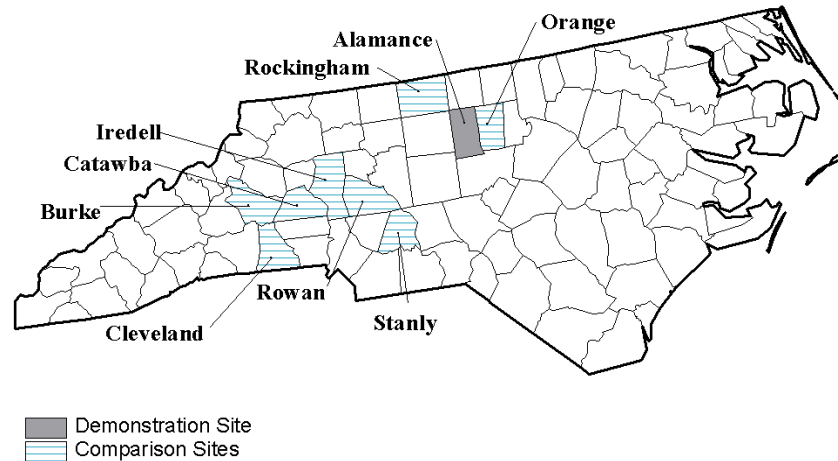 Orange
Alamance
Rockingham
Iredell
Catawba
Burke
Rowan
Cleveland
Stanly
Demonstration Site
Comparison Sites